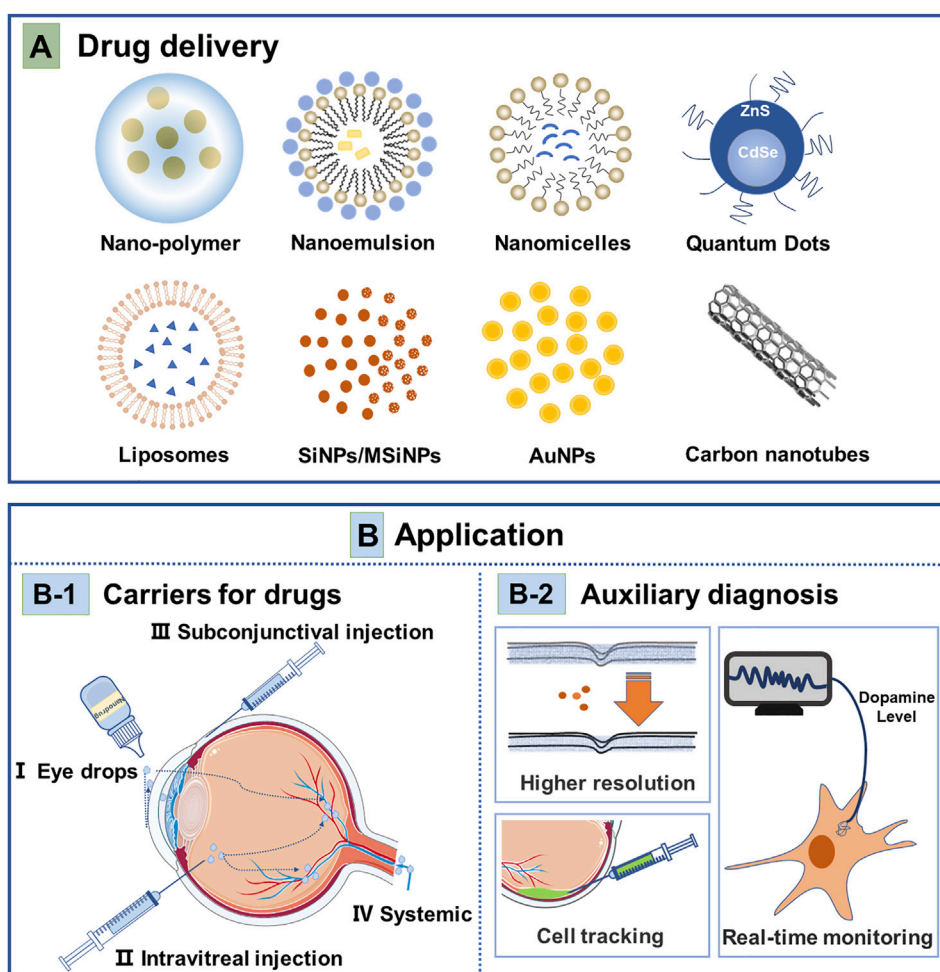 A Drug delivery
ZnS
CdSe
Nano-polymer Nanoemulsion Nanomicelles Quantum Dots
Liposomes SiNPs/MSiNPs AuNPs Carbon nanotubes
B Application
B-1 Carriers for drugs
Ⅲ Subconjunctival injection
Nanodrug
Ⅰ Eye drops
Ⅳ Systemic
Ⅱ Intravitreal injection
B-2 Auxiliary diagnosis
Higher resolution
Cell tracking
Dopamine
Level
Real-time monitoring